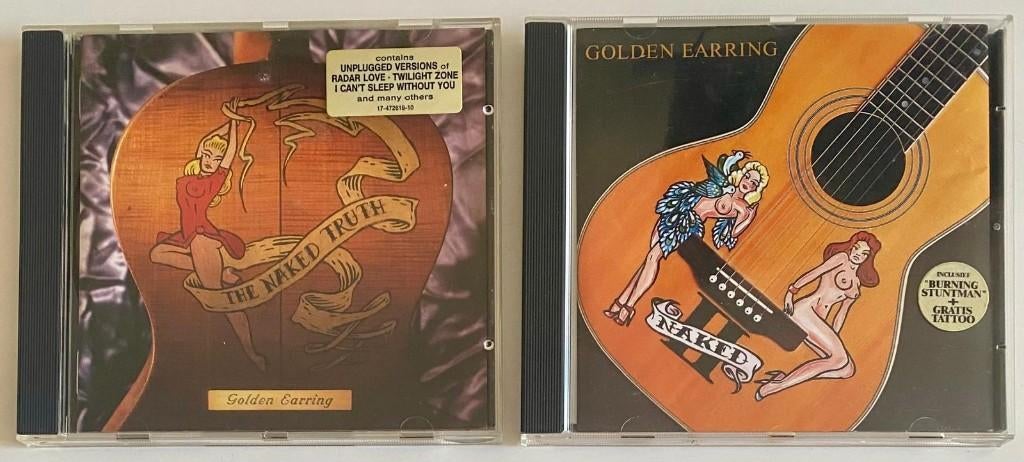 contains
UNPLUGGED VERSIONS of
RADAR LOVE - TWILIGHT ZONE
I CAN'T SLEEP WITHOUT YOU
and many others
17-472619-10
THE NAKED TRUTH
Golden Earring
GOLDEN EARRING
NAKED
II
INCLUSIEF
"BURNING
STUNTMAN"
+
GRATIS
TATTOO